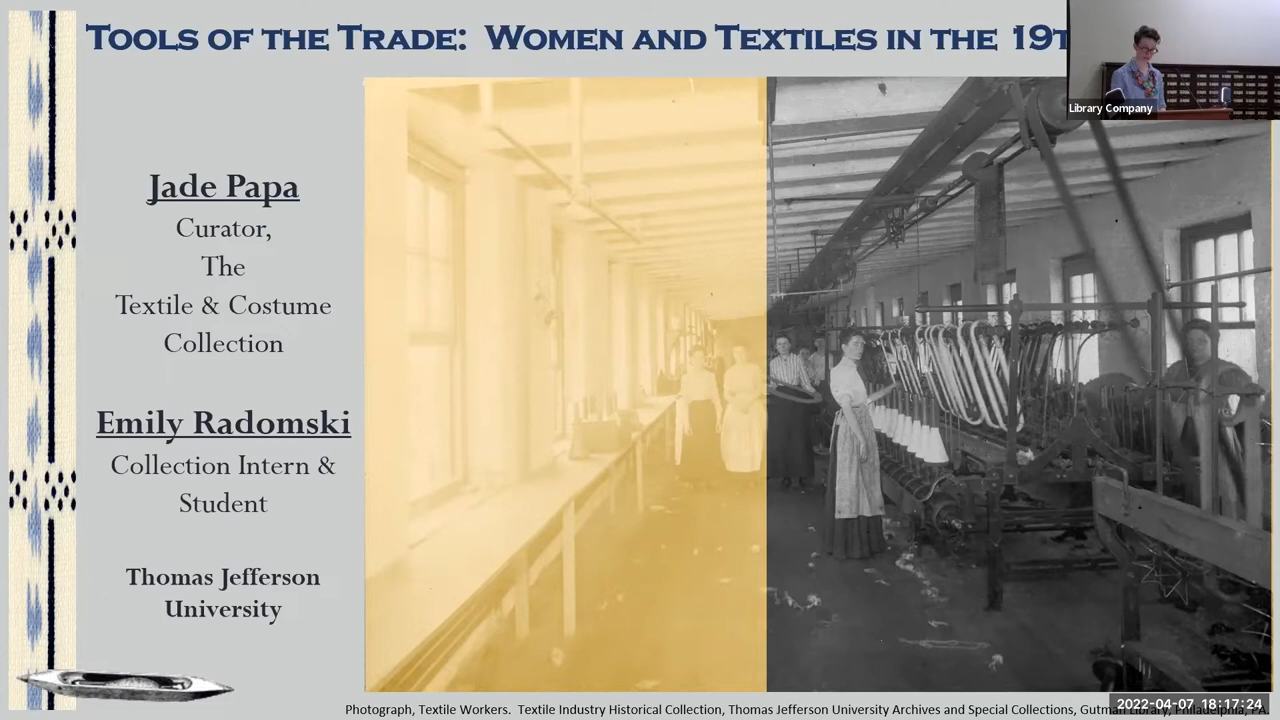 TOOLS OF THE TRADE: WOMEN AND TEXTILES IN THE 19T
Library Company
Jade Papa
Curator,
The
Textile & Costume
Collection
Emily Radomski
Collection Intern &
Student
Thomas Jefferson
University
Photograph, Textile Workers. Textile Industry Historical Collection, Thomas Jefferson University Archives and Special Collections, Gutman Library, Philadelphia, PA
2022-04-07 18:17:24